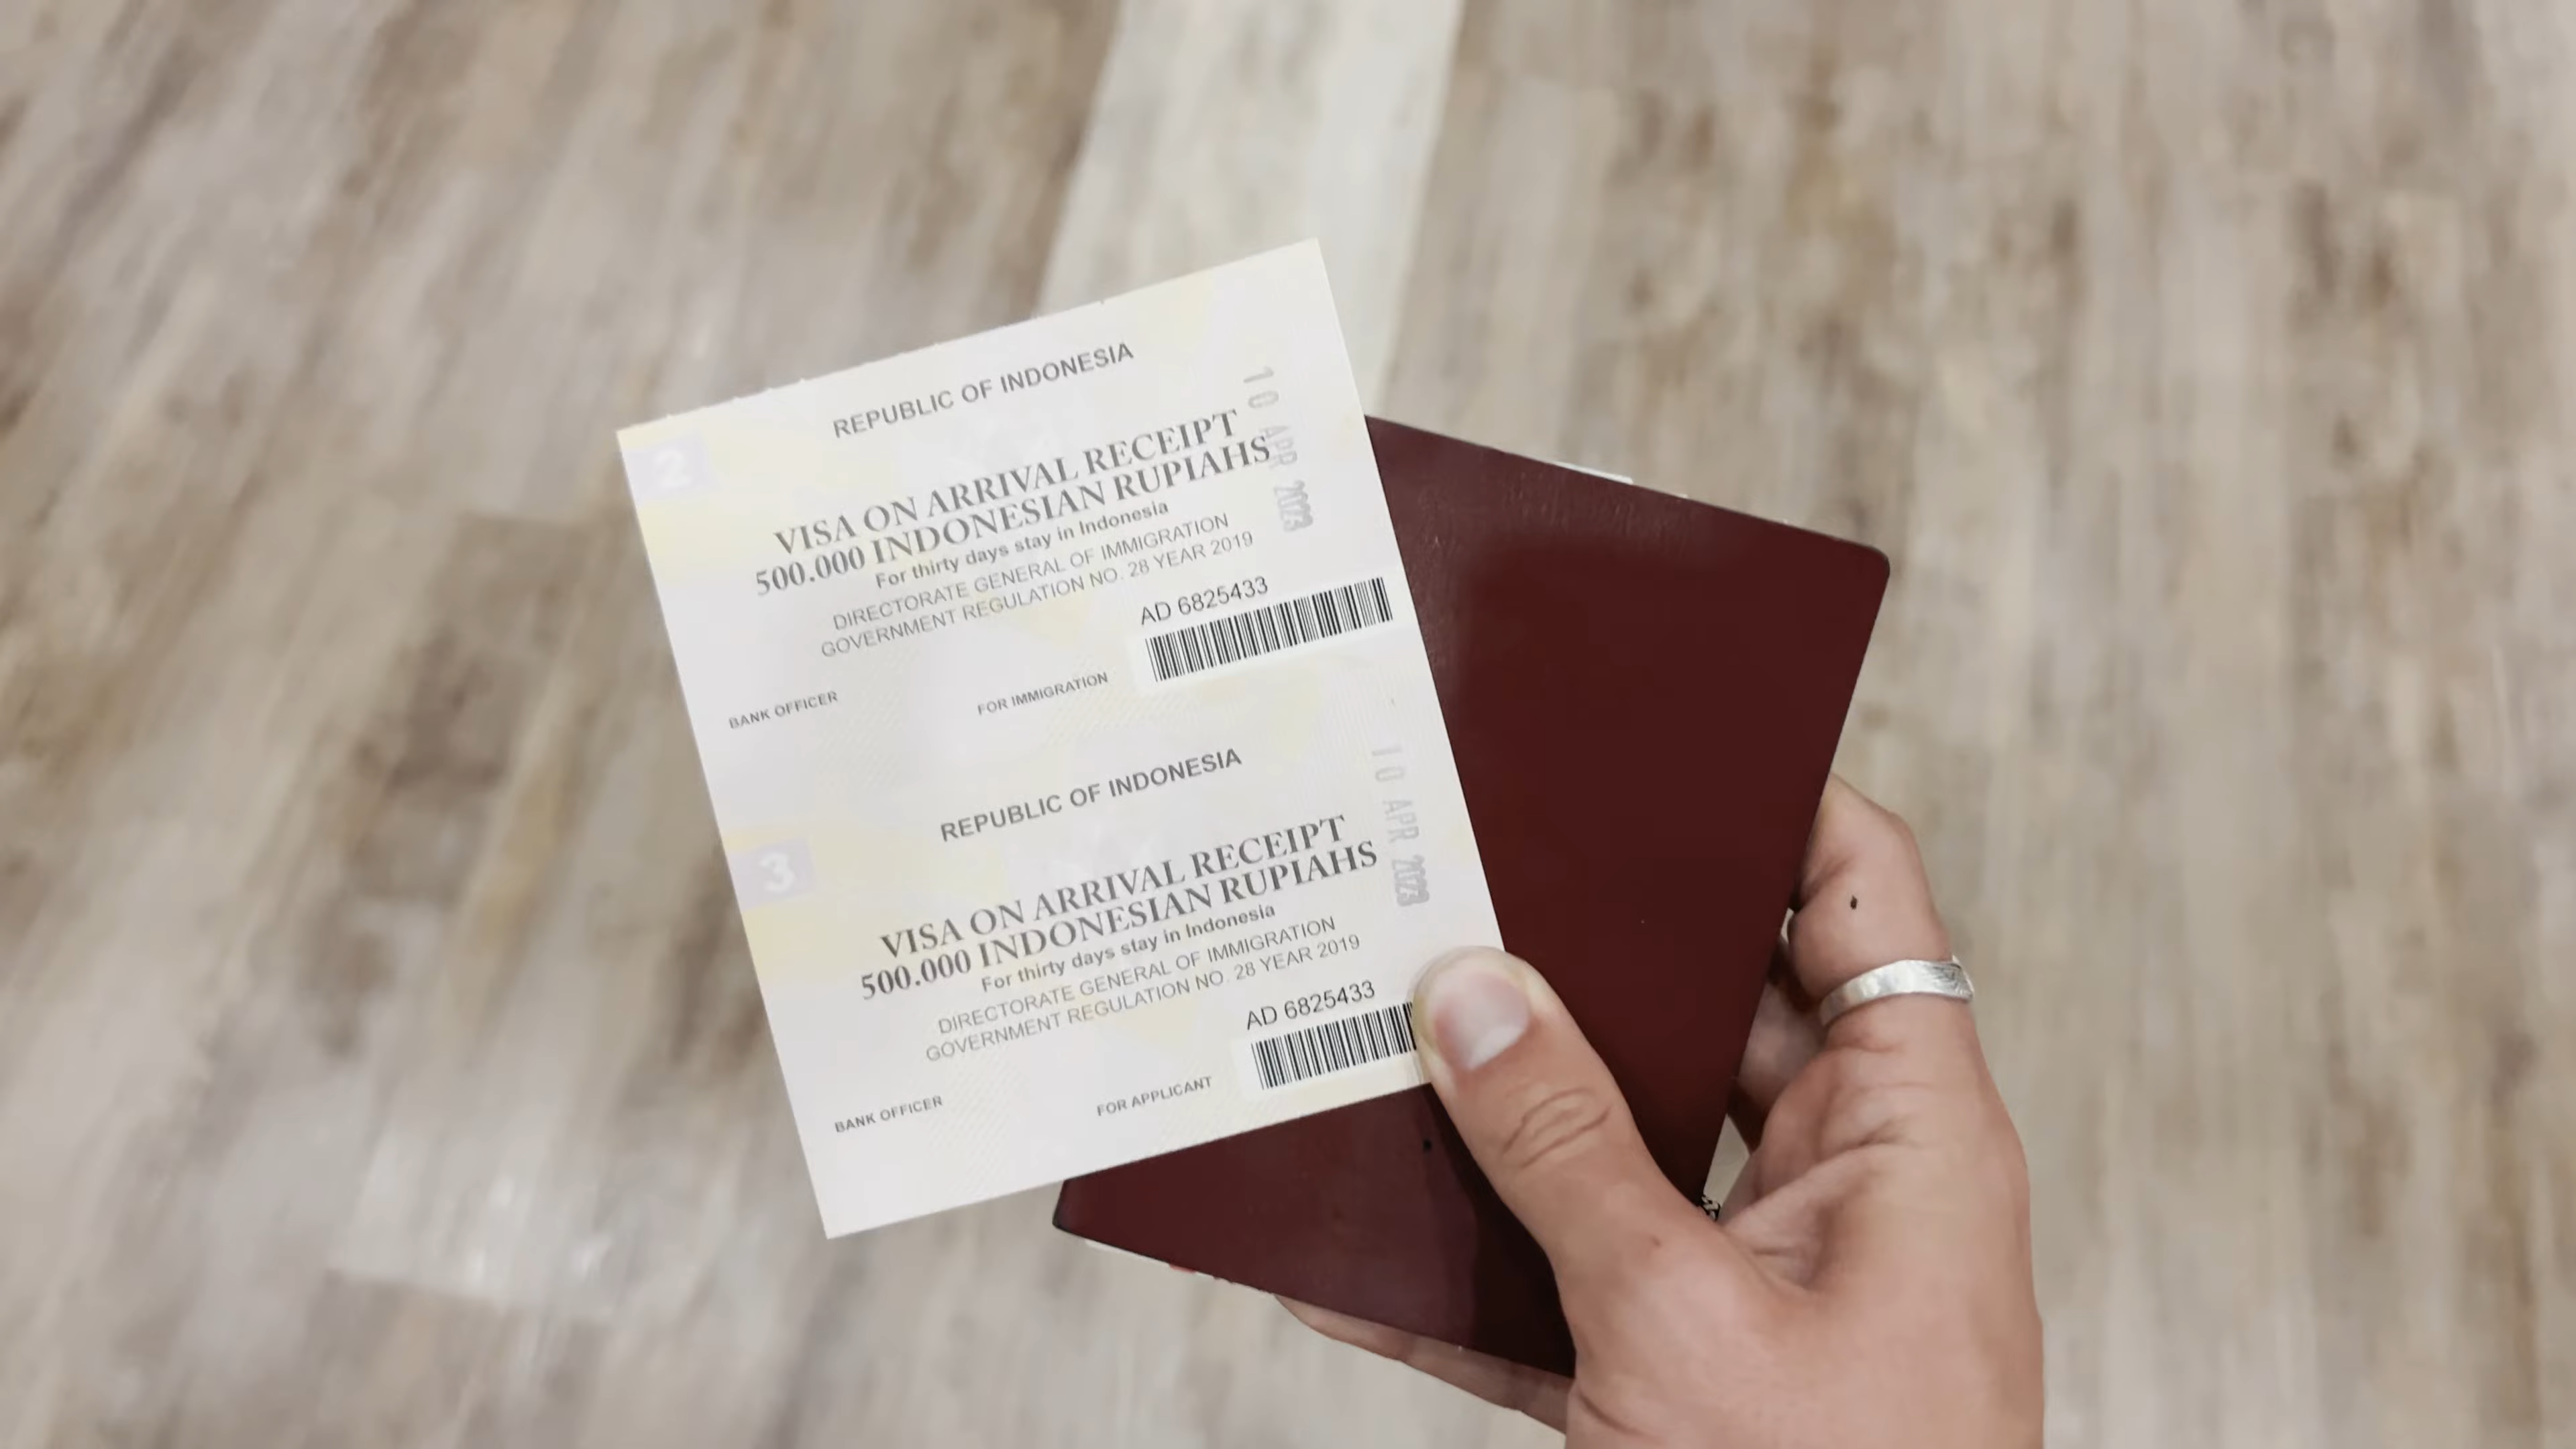 2
REPUBLIC OF INDONESIA
VISA ON ARRIVAL RECEIPT
500.000 INDONESIAN RUPIAHS
For thirty days stay in Indonesia
DIRECTORATE GENERAL OF IMMIGRATION
GOVERNMENT REGULATION NO. 28 YEAR 2019
10 APR 2023
AD 6825433
BANK OFFICER
FOR IMMIGRATION
3
REPUBLIC OF INDONESIA
VISA ON ARRIVAL RECEIPT
500.000 INDONESIAN RUPIAHS
For thirty days stay in Indonesia
DIRECTORATE GENERAL OF IMMIGRATION
GOVERNMENT REGULATION NO. 28 YEAR 2019
10 APR 2023
AD 6825433
BANK OFFICER
FOR APPLICANT